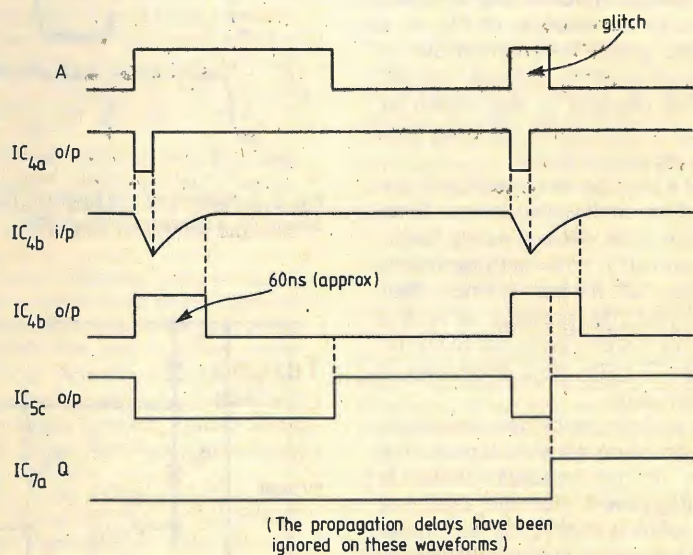 glitch
A
IC4a o/p
IC4b i/p
60ns (approx)
IC4b o/p
IC5c o/p
IC7a Q
(The propagation delays have been
ignored on these waveforms)